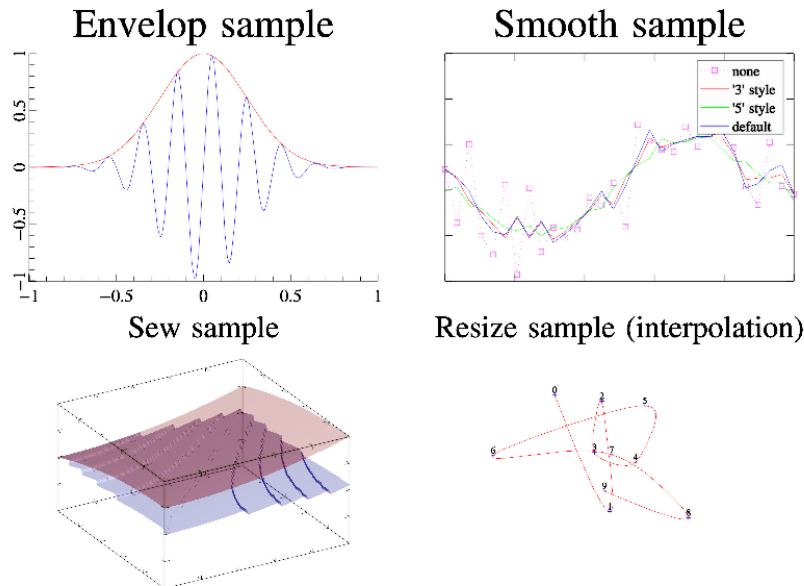 Envelop sample
1
0.5
0
−0.5
−1
−1
−0.5
0
0.5
1
Smooth sample
none
'3' style
'5' style
default
Sew sample
Resize sample (interpolation)
0
2
5
6
3
7
4
9
1
8